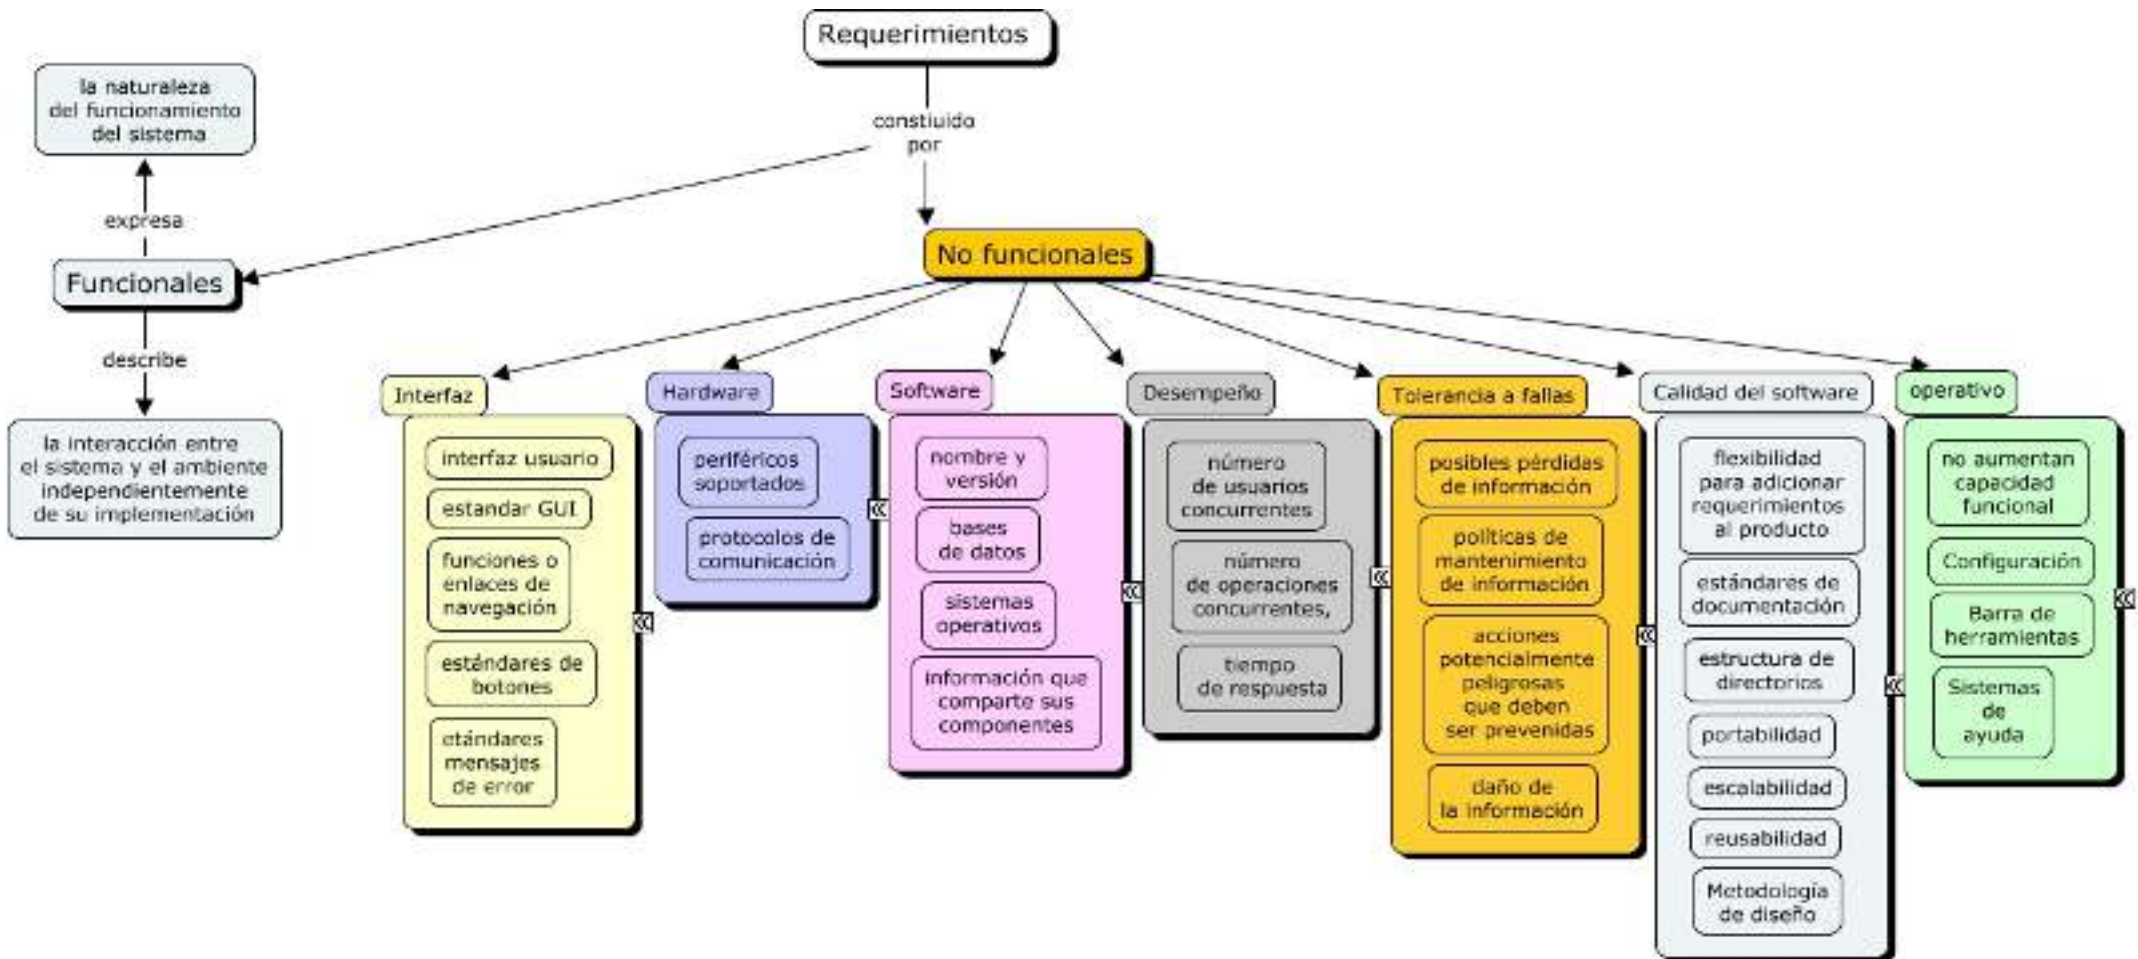 Requerimientos
constiuido
por
la naturaleza
del funcionamiento
del sistema
expresa
Funcionales
describe
la interacción entre
el sistema y el ambiente
independientemente
de su implementación
No funcionales
Interfaz
interfaz usuario
estandar GUI
funciones o
enlaces de
navegación
estándares de
botones
etándares
mensajes
de error
Hardware
periféricos
soportados
protocolos de
comunicación
Software
nombre y
versión
bases
de datos
sistemas
operativos
información que
comparte sus
componentes
Desempeño
número
de usuarios
concurrentes
número
de operaciones
concurrentes,
tiempo
de respuesta
Tolerancia a fallas
posibles pérdidas
de información
políticas de
mantenimiento
de información
acciones
potencialmente
peligrosas
que deben
ser prevenidas
daño de
la información
Calidad del software
flexibilidad
para adicionar
requerimientos
al producto
estándares de
documentación
estructura de
directorios
portabilidad
escalabilidad
reusabilidad
Metodología
de diseño
operativo
no aumentan
capacidad
funcional
Configuración
Barra de
herramientas
Sistemas
de
ayuda